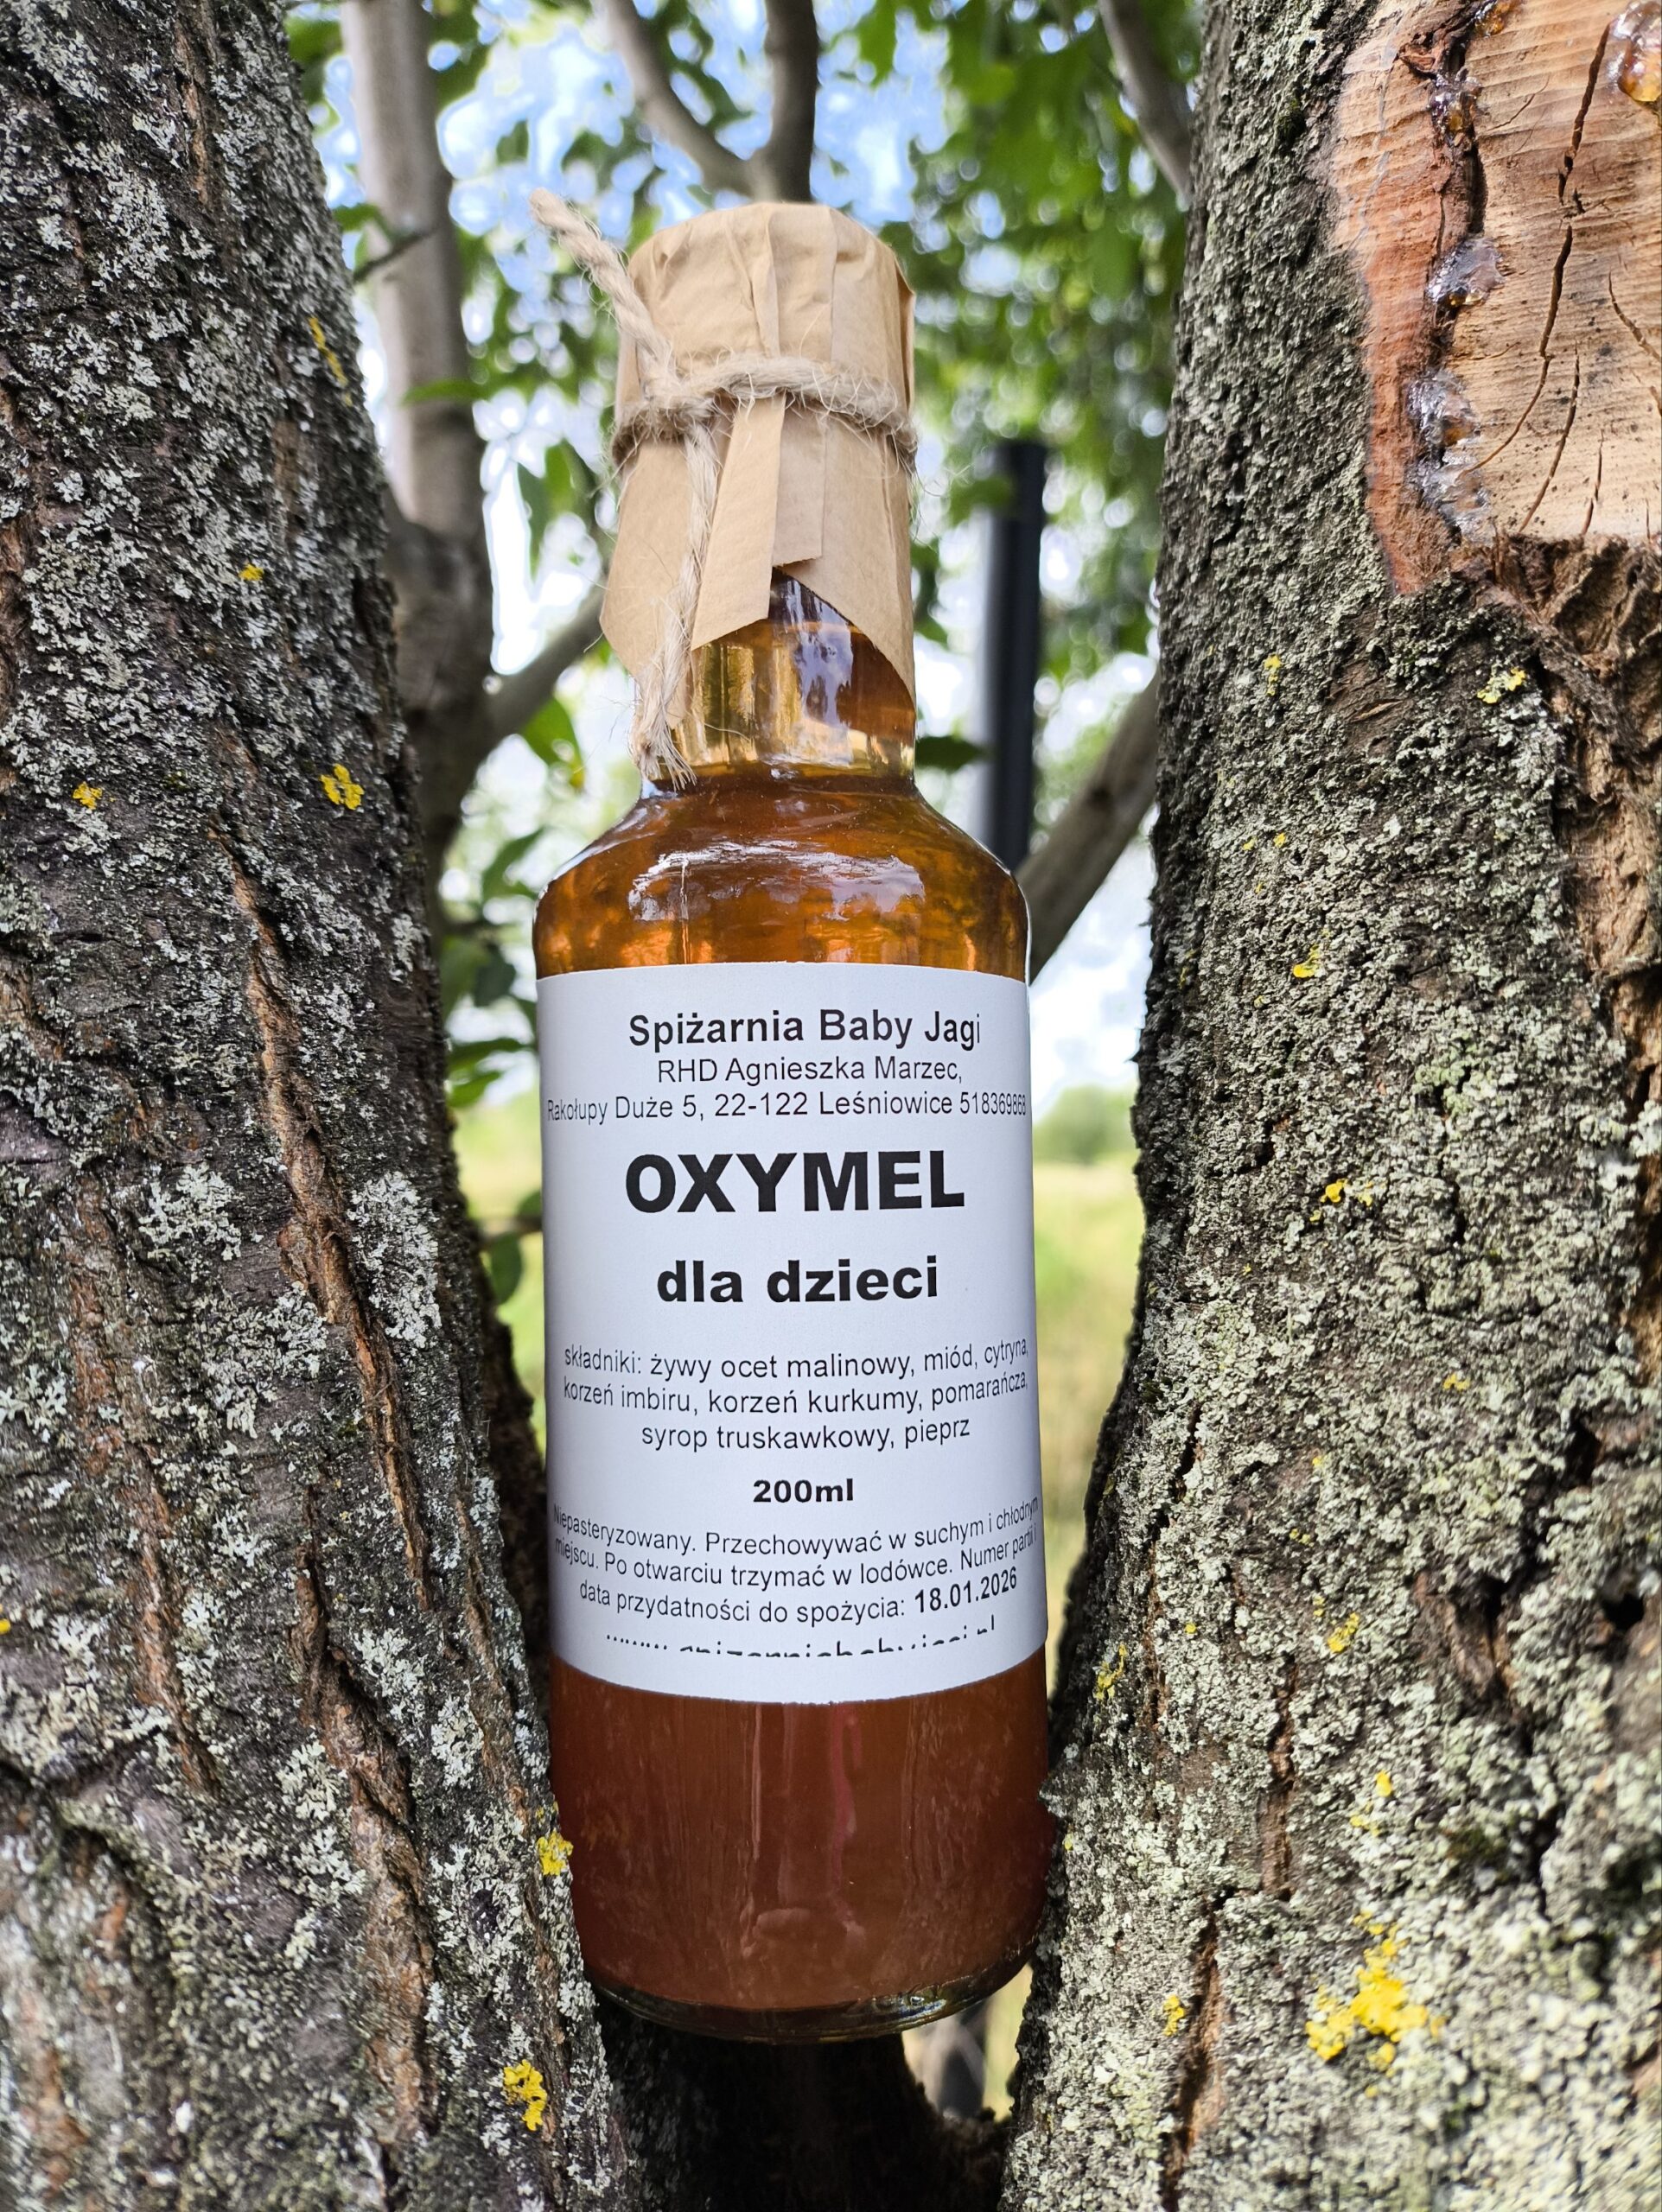 Spiżarnia Baby Jagi
RHD Agnieszka Marzec,
Rakołupy Duże 5, 22-122 Leśniowice 518369868
OXYMEL
dla dzieci
składniki: żywy ocet malinowy, miód, cytryna,
korzeń imbiru, korzeń kurkumy, pomarańcza,
syrop truskawkowy, pieprz
200ml
Niepasteryzowany. Przechowywać w suchym i chłodnym
miejscu. Po otwarciu trzymać w lodówce. Numer partii i
data przydatności do spożycia: 18.01.2026